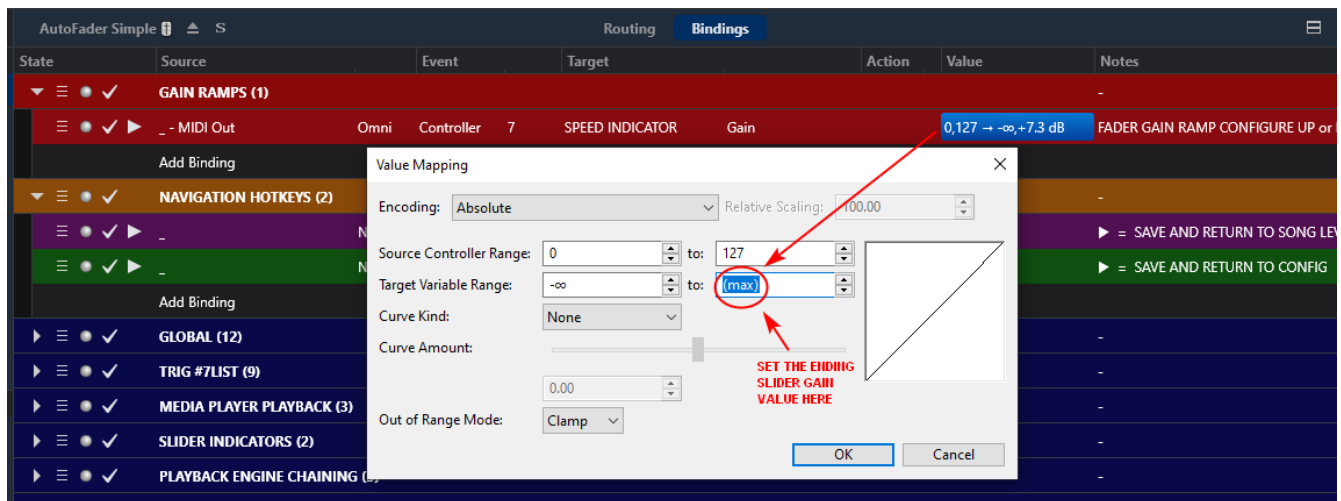 AutoFader Simple S Routing Bindings
State Source Event Target Action Value Notes
GAIN RAMPS (1) -
_ - MIDI Out Omni Controller 7 SPEED INDICATOR Gain 0,127 → -∞,+7.3 dB FADER GAIN RAMP CONFIGURE UP or
Add Binding
Value Mapping
NAVIGATION HOTKEYS (2) -
Encoding: Absolute Relative Scaling: 100.00
_ N ▶ = SAVE AND RETURN TO SONG LEV
Source Controller Range: 0 to: 127
_ N ▶ = SAVE AND RETURN TO CONFIG
Target Variable Range: -∞ to: (max)
Add Binding
Curve Kind: None
GLOBAL (12) -
Curve Amount:
SET THE ENDING
SLIDER GAIN
VALUE HERE
TRIG #7LIST (9) -
0.00
MEDIA PLAYER PLAYBACK (3) -
Out of Range Mode: Clamp
SLIDER INDICATORS (2) -
OK Cancel
PLAYBACK ENGINE CHAINING -